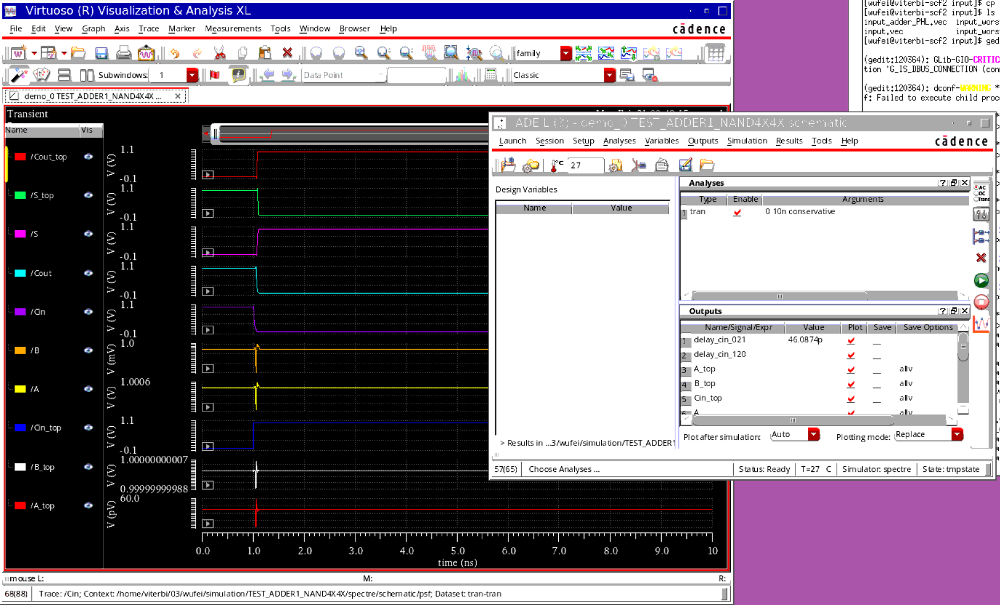 Virtuoso (R) Visualization & Analysis XL
File Edit View Graph Axis Trace Marker Measurements Tools Window Browser Help
cādence
family
Subwindows: 1
Data Point
Classic
demo_0 TEST_ADDER1_NAND4X4X ...
Transient
Name Vis
/Cout_top
V (V)
1.1
-0.1
/S_top
V (V)
1.1
-0.1
/S
V (V)
1.1
-0.1
/Cout
V (V)
1.1
-0.1
/Cin
V (V)
1.1
-0.1
/B
V (mV)
1.0
/A
V (V)
1.0006
/Cin_top
V (V)
1.1
-0.1
/B_top
V (V)
1.00000000007
0.99999999988
/A_top
V (pV)
60.0
0.0 1.0 2.0 3.0 4.0 5.0 6.0 7.0 8.0 9.0 10
time (ns)
mouse L: M: R:
68(88) Trace: /Cin; Context: /home/viterbi/03/wufei/simulation/TEST_ADDER1_NAND4X4X/spectre/schematic/psf; Dataset: tran-tran
[wufei@viterbi-scf2 input]$ cp
[wufei@viterbi-scf2 input]$ ls
input_adder_PHL.vec input_wors
input.vec input_wors
[wufei@viterbi-scf2 input]$ ged
(gedit:120364): GLib-GIO-CRITIC
tion 'G_IS_DBUS_CONNECTION (con
(gedit:120364): dconf-WARNING *
f: Failed to execute child proc
ADE L (3) - demo_0 TEST_ADDER1_NAND4X4X schematic
Launch Session Setup Analyses Variables Outputs Simulation Results Tools Help
cādence
°C 27
Design Variables
Name Value
> Results in ...3/wufei/simulation/TEST_ADDER1
Analyses
Type Enable Arguments
1 tran 0 10n conservative
Outputs
Name/Signal/Expr Value Plot Save Save Options
1 delay_cin_021 46.0874p
2 delay_cin_120
3 A_top allv
4 B_top allv
5 Cin_top allv
6 A allv
Plot after simulation: Auto Plotting mode: Replace
AC
DC
Trans
57(65) Choose Analyses ... Status: Ready T=27 C Simulator: spectre State: tmpstate